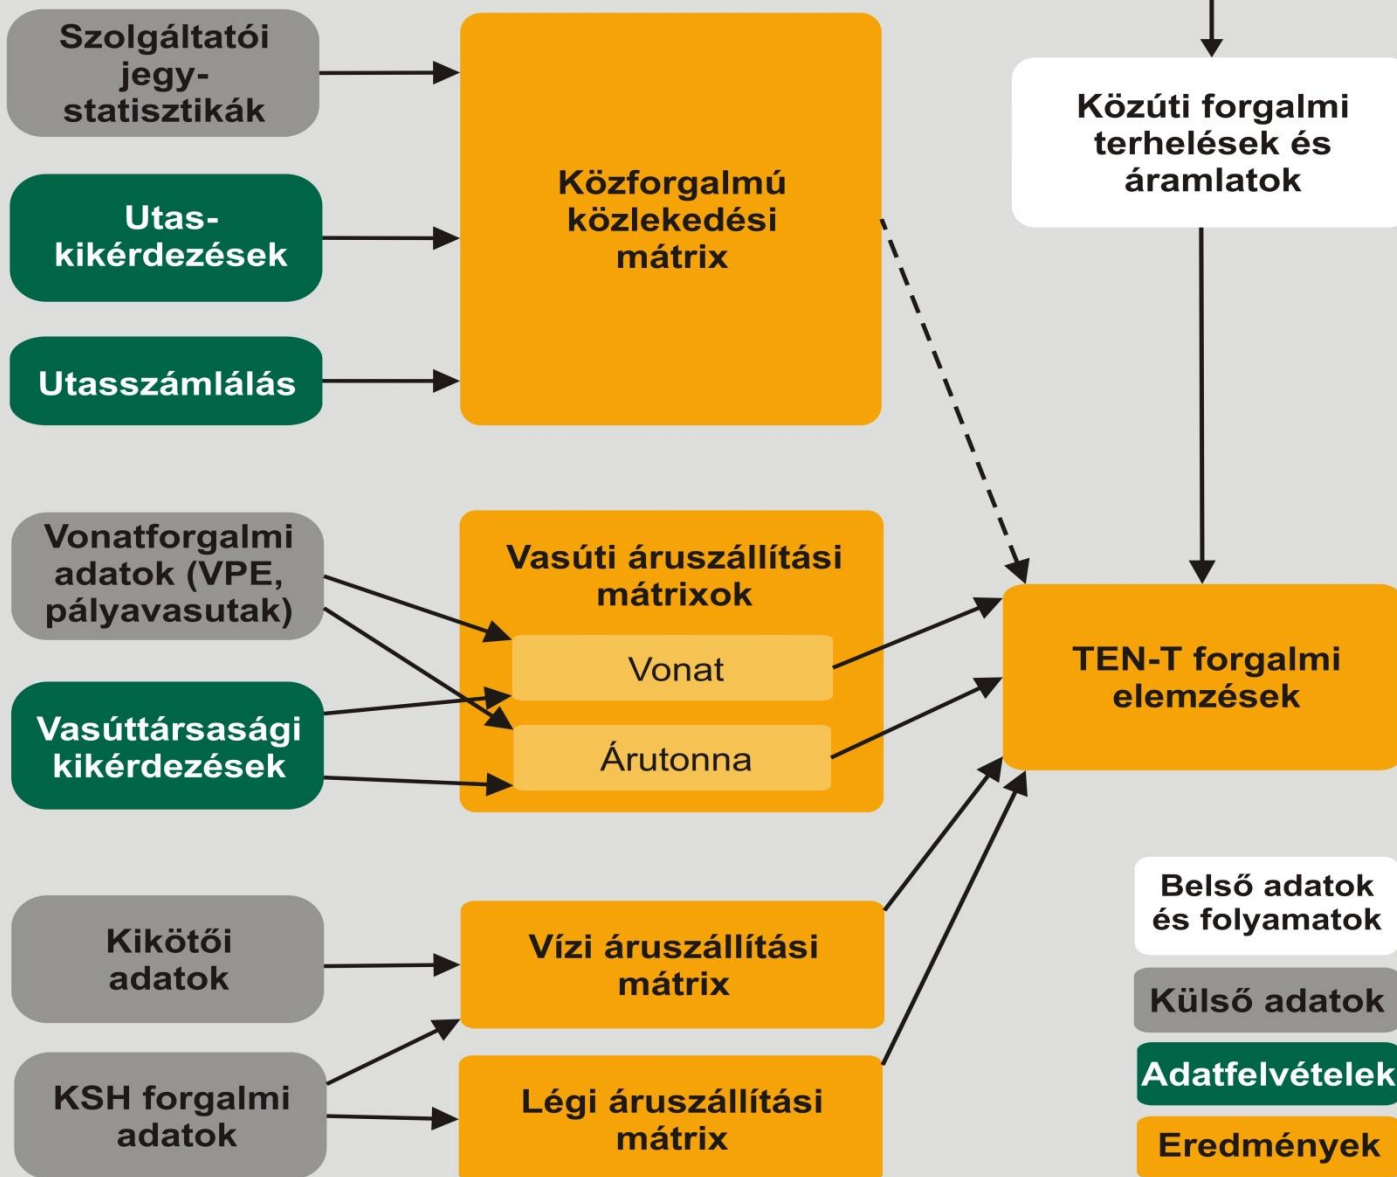 Szolgáltatói
jegy-
statisztikák
Utas-
kikérdezések
Utasszámlálás
Közforgalmú
közlekedési
mátrix
Közúti forgalmi
terhelések és
áramlatok
Vonatforgalmi
adatok (VPE,
pályavasutak)
Vasúttársasági
kikérdezések
Vasúti áruszállítási
mátrixok
Vonat
Árutonna
TEN-T forgalmi
elemzések
Kikötői
adatok
KSH forgalmi
adatok
Vízi áruszállítási
mátrix
Légi áruszállítási
mátrix
Belső adatok
és folyamatok
Külső adatok
Adatfelvételek
Eredmények